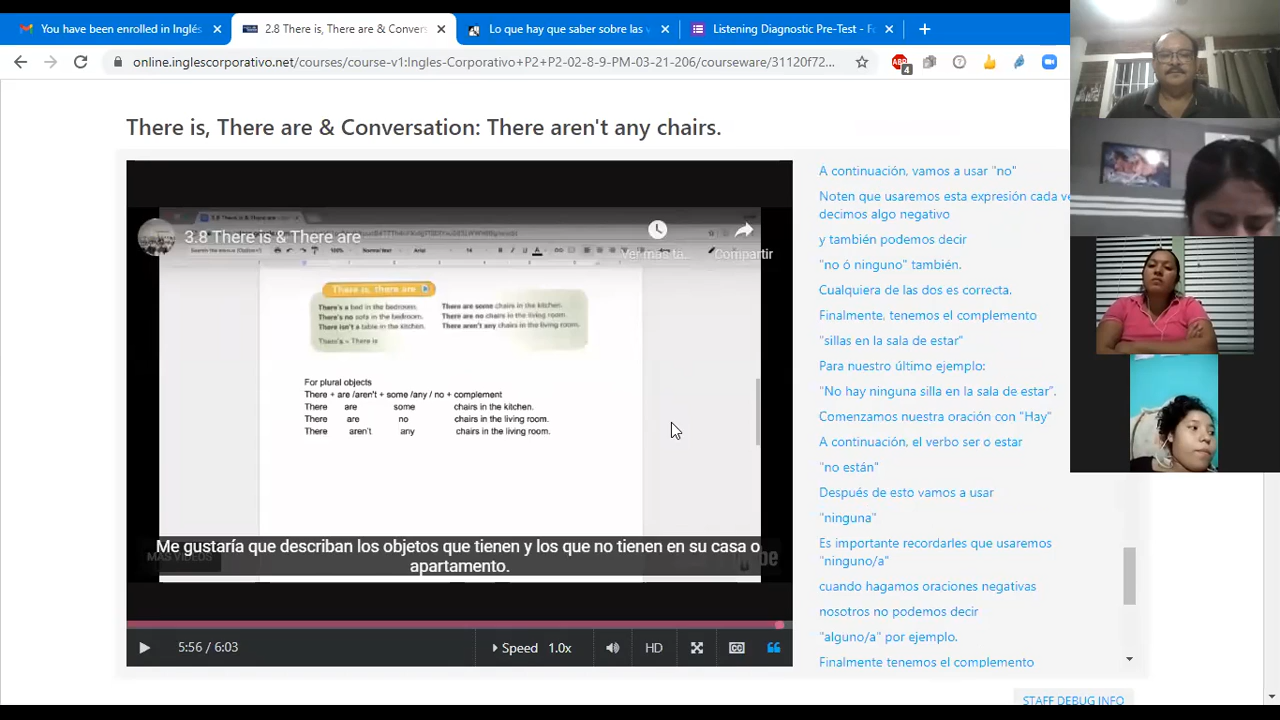 You have been enrolled in Inglés
2.8 There is, There are & Convers
Lo que hay que saber sobre las v
Listening Diagnostic Pre-Test - Fo
online.inglescorporativo.net/courses/course-v1:Ingles-Corporativo+P2+P2-02-8-9-PM-03-21-206/courseware/31120f72...
4
There is, There are & Conversation: There aren't any chairs.
3.8 There is & There are
Ver más ta...
Compartir
There is, there are
There's a bed in the bedroom.
There's no sofa in the bedroom.
There isn't a table in the kitchen.
There's = There is
There are some chairs in the kitchen.
There are no chairs in the living room.
There aren't any chairs in the living room.
For plural objects
There + are /aren't + some /any / no + complement
There are some chairs in the kitchen.
There are no chairs in the living room.
There aren't any chairs in the living room.
MÁS VIDEOS
Me gustaría que describan los objetos que tienen y los que no tienen en su casa o
apartamento.
5:56 / 6:03
Speed 1.0x
HD
A continuación, vamos a usar "no"
Noten que usaremos esta expresión cada ve
decimos algo negativo
y también podemos decir
"no ó ninguno" también.
Cualquiera de las dos es correcta.
Finalmente, tenemos el complemento
"sillas en la sala de estar"
Para nuestro último ejemplo:
"No hay ninguna silla en la sala de estar".
Comenzamos nuestra oración con "Hay"
A continuación, el verbo ser o estar
"no están"
Después de esto vamos a usar
"ninguna"
Es importante recordarles que usaremos
"ninguno/a"
cuando hagamos oraciones negativas
nosotros no podemos decir
"alguno/a" por ejemplo.
Finalmente tenemos el complemento
STAFF DEBUG INFO